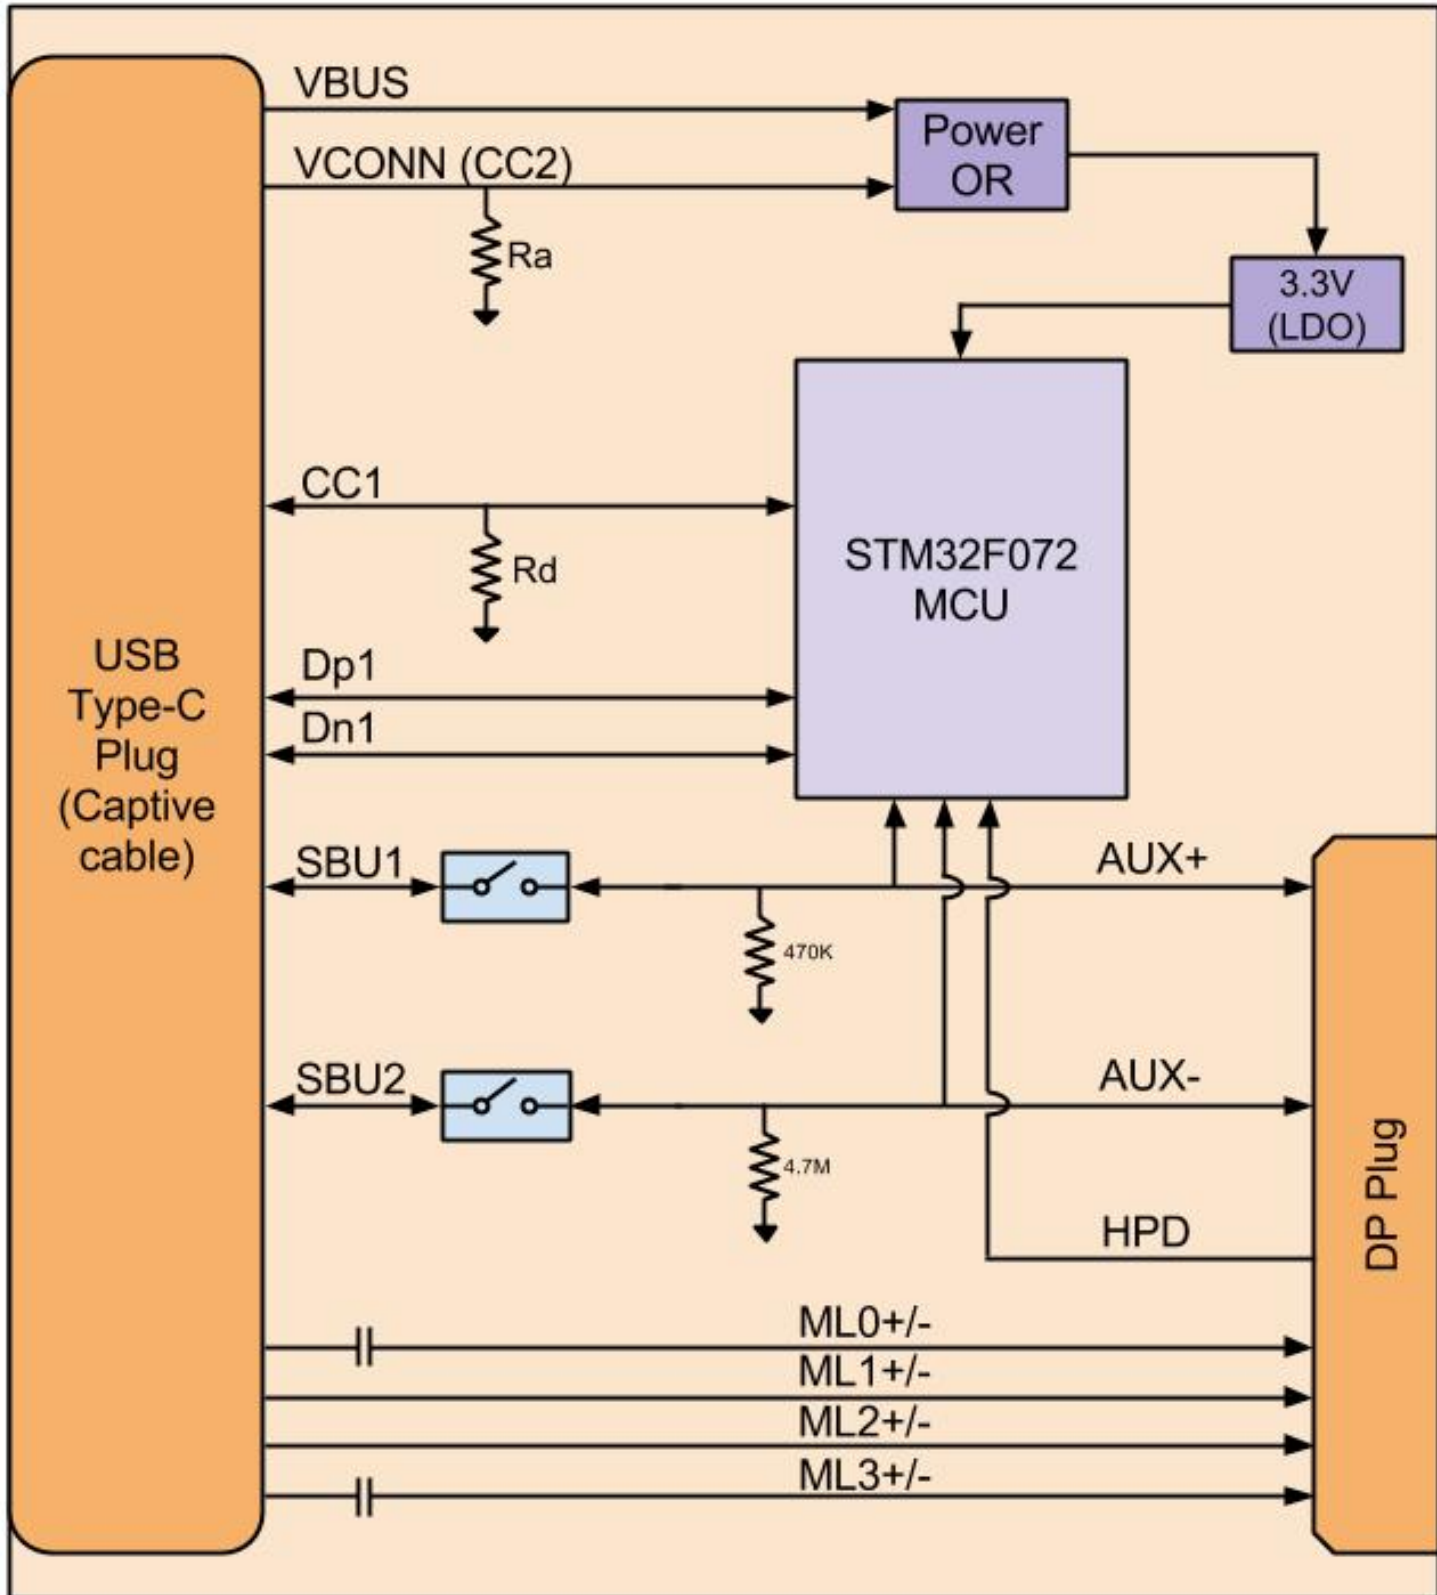 VBUS
Power
OR
VCONN (CC2)
Ra
3.3V
(LDO)
CC1
Rd
STM32F072
MCU
USB
Type-C
Plug
(Captive
cable)
Dp1
Dn1
SBU1
AUX+
470K
SBU2
AUX-
4.7M
HPD
DP Plug
ML0+/-
ML1+/-
ML2+/-
ML3+/-